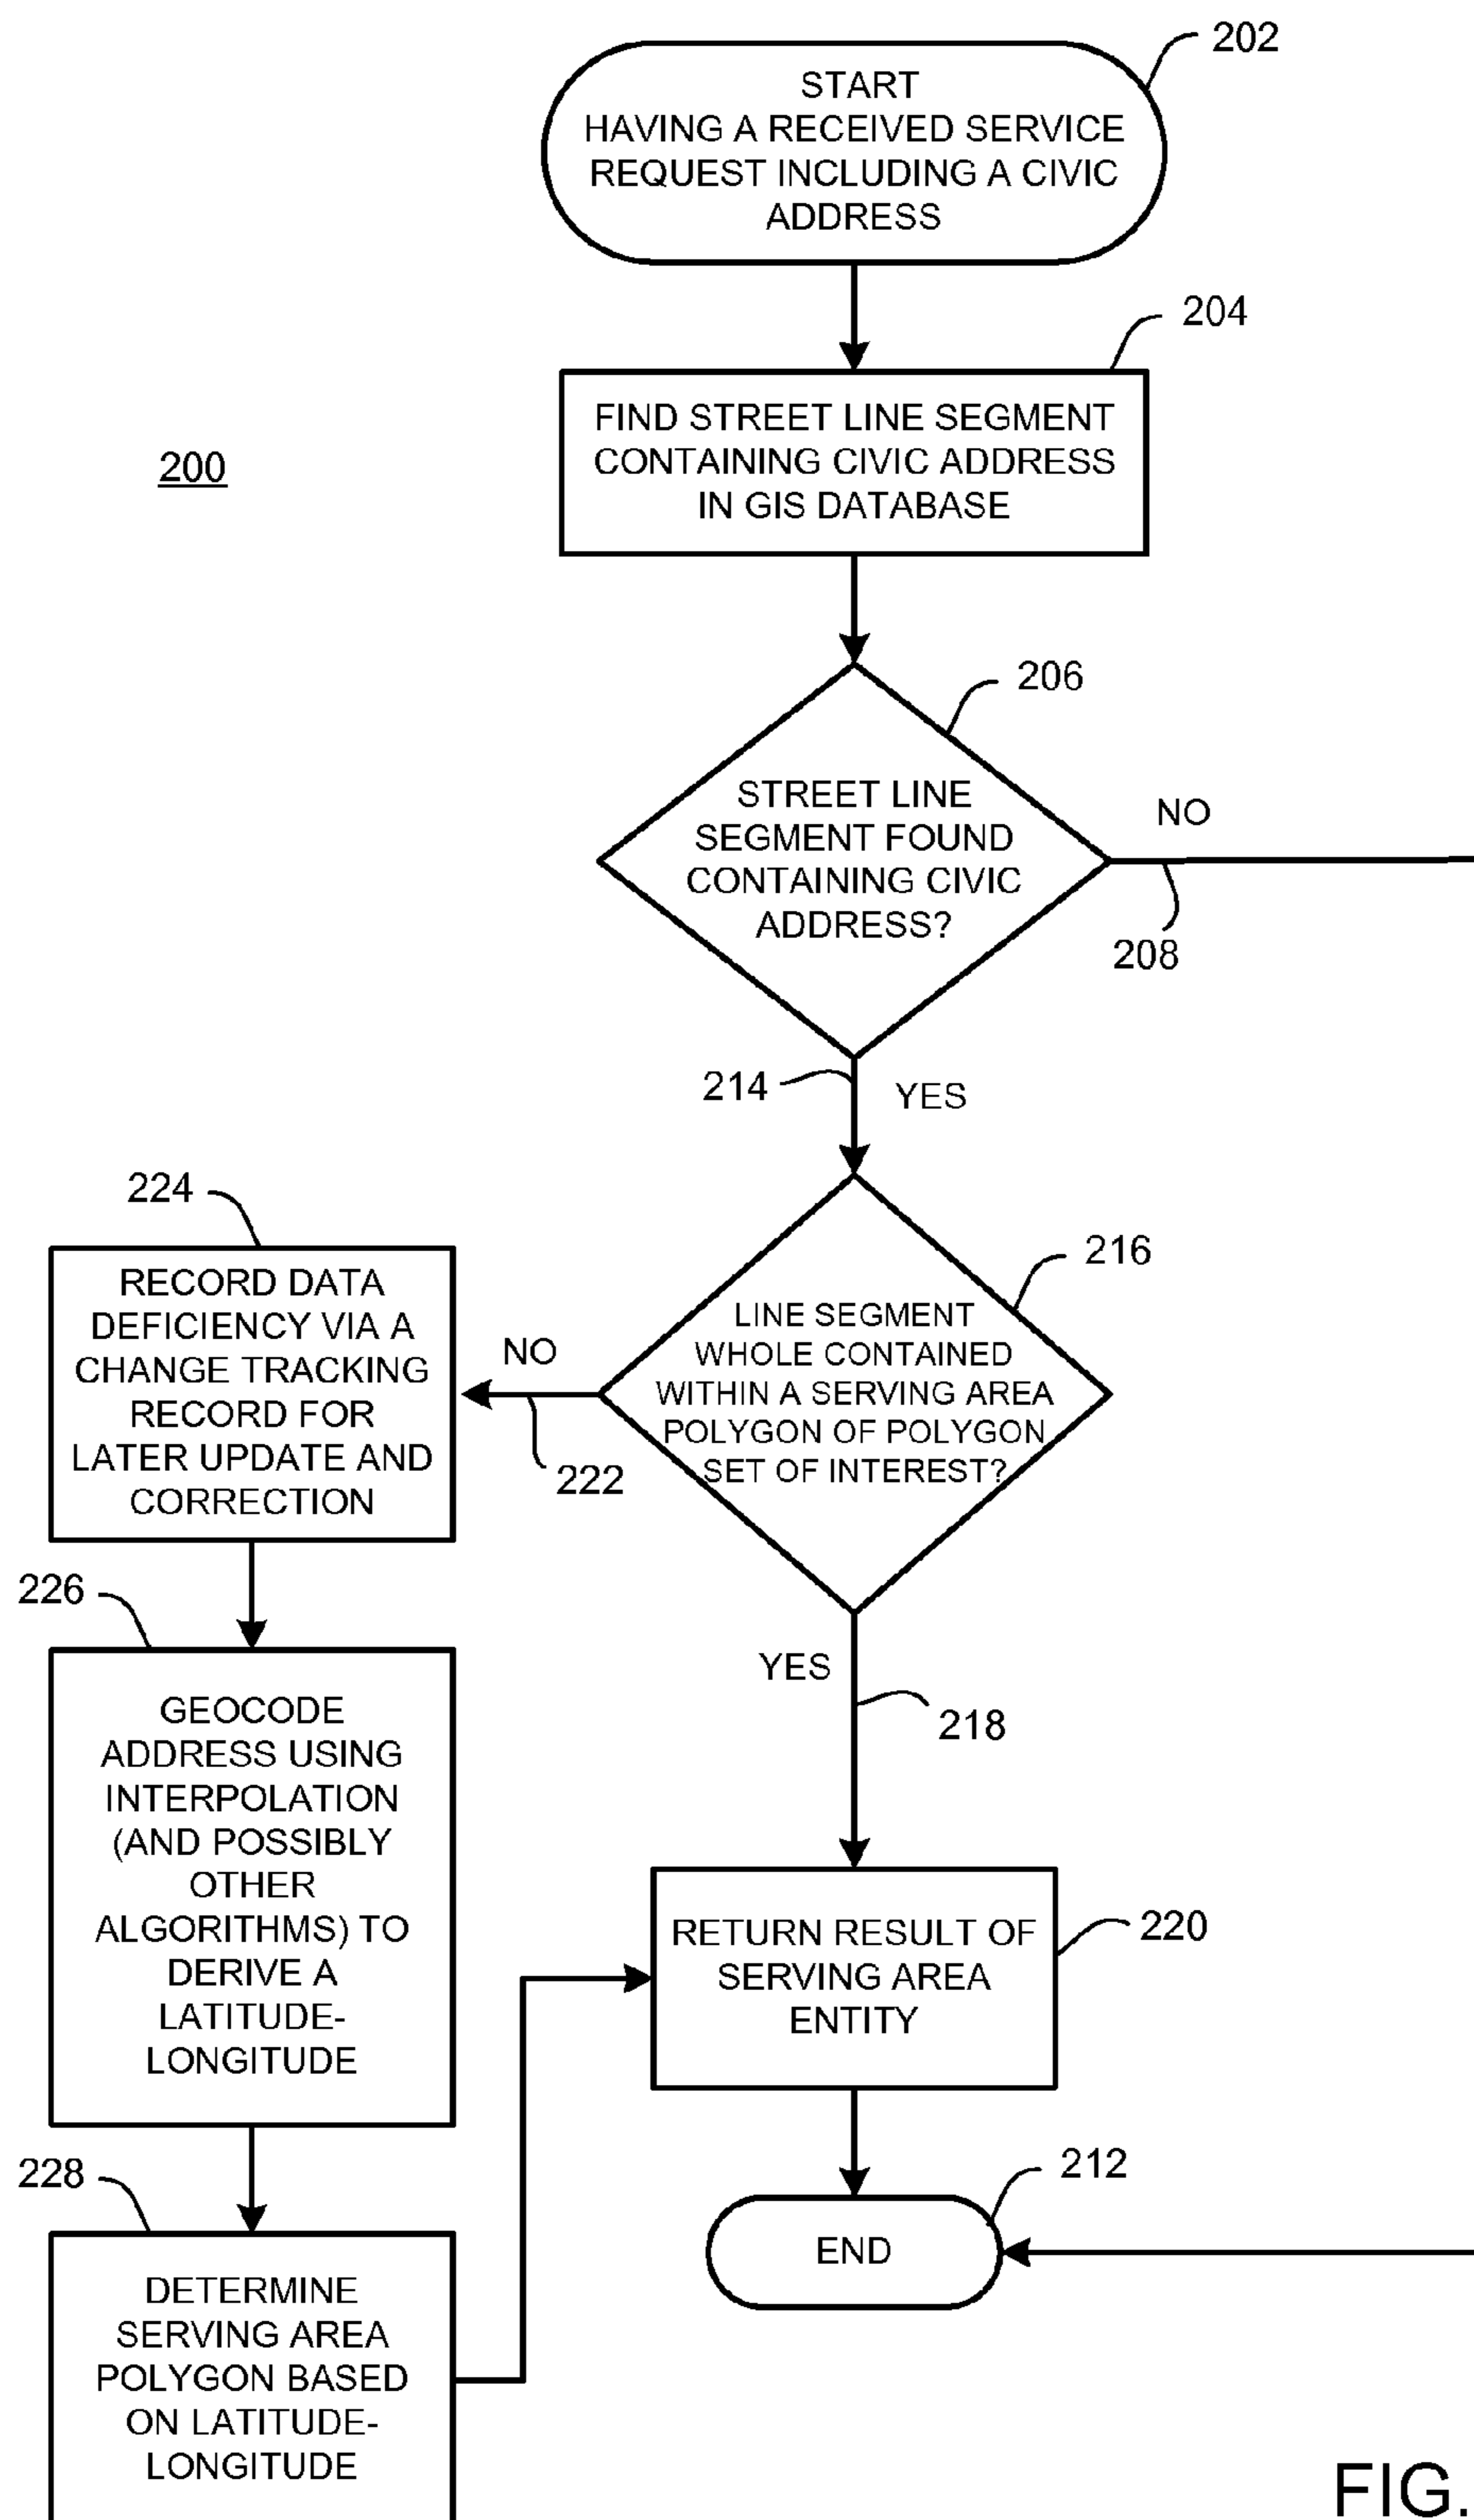 202
START
HAVING A RECEIVED SERVICE
REQUEST INCLUDING A CIVIC
ADDRESS
204
FIND STREET LINE SEGMENT
CONTAINING CIVIC ADDRESS
IN GIS DATABASE
200
206
STREET LINE
SEGMENT FOUND
CONTAINING CIVIC
ADDRESS?
NO
208
214
YES
216
LINE SEGMENT
WHOLE CONTAINED
WITHIN A SERVING AREA
POLYGON OF POLYGON
SET OF INTEREST?
NO
222
224
RECORD DATA
DEFICIENCY VIA A
CHANGE TRACKING
RECORD FOR
LATER UPDATE AND
CORRECTION
226
GEOCODE
ADDRESS USING
INTERPOLATION
(AND POSSIBLY
OTHER
ALGORITHMS) TO
DERIVE A
LATITUDE-
LONGITUDE
228
DETERMINE
SERVING AREA
POLYGON BASED
ON LATITUDE-
LONGITUDE
YES
218
220
RETURN RESULT OF
SERVING AREA
ENTITY
212
END
FIG.